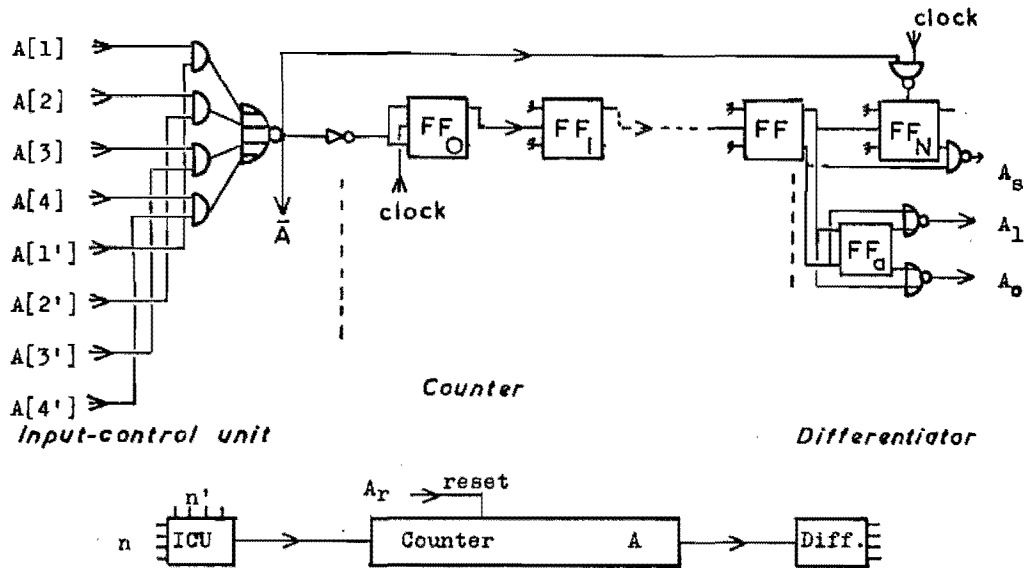 clock
A[1]
A[2]
A[3]
A[4]
A[1']
A[2']
A[3']
A[4']
Ā
FF0
clock
FF1
FF
FFN
As
FFa
A1
Ao
Counter
Input-control unit
Differentiator
Ar
reset
n'
n
ICU
Counter
A
Diff.